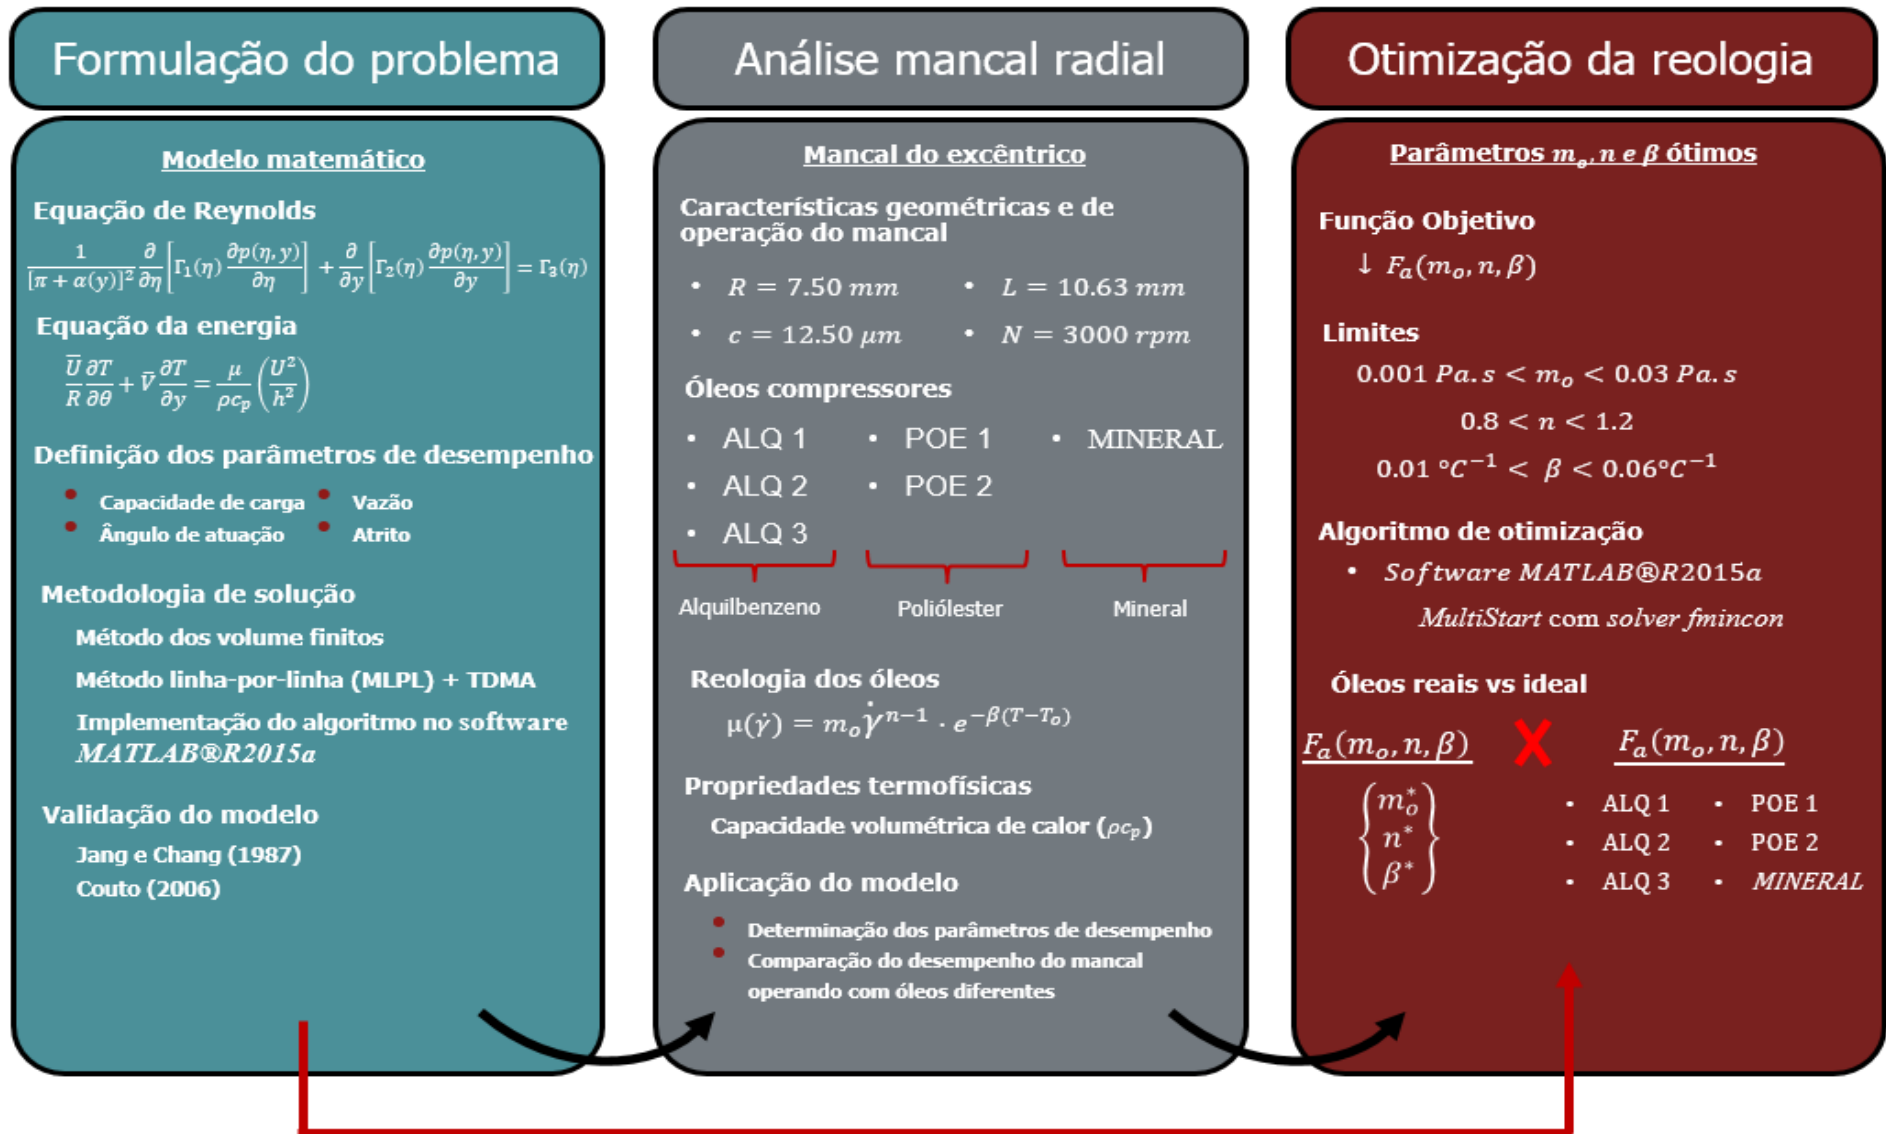 Formulação do problema
Modelo matemático
Equação de Reynolds
1/[π + α(y)]² ∂/∂η [Γ₁(η) ∂p(η, y)/∂η] + ∂/∂y [Γ₂(η) ∂p(η, y)/∂y] = Γ₃(η)
Equação da energia
U̅/R ∂T/∂θ + V̅ ∂T/∂y = μ/ρcₚ (U²/h²)
Definição dos parâmetros de desempenho
• Capacidade de carga • Vazão
• Ângulo de atuação • Atrito
Metodologia de solução
Método dos volume finitos
Método linha-por-linha (MLPL) + TDMA
Implementação do algoritmo no software
MATLAB®R2015a
Validação do modelo
Jang e Chang (1987)
Couto (2006)
Análise mancal radial
Mancal do excêntrico
Características geométricas e de
operação do mancal
• R = 7.50 mm • L = 10.63 mm
• c = 12.50 μm • N = 3000 rpm
Óleos compressores
• ALQ 1 • POE 1 • MINERAL
• ALQ 2 • POE 2
• ALQ 3
Alquilbenzeno Poliólester Mineral
Reologia dos óleos
μ(γ̇) = mₒγ̇ⁿ⁻¹ · e^−β(T−Tₒ)
Propriedades termofísicas
Capacidade volumétrica de calor (ρcₚ)
Aplicação do modelo
• Determinação dos parâmetros de desempenho
• Comparação do desempenho do mancal
operando com óleos diferentes
Otimização da reologia
Parâmetros mₒ, n e β ótimos
Função Objetivo
↓ Fₐ(mₒ, n, β)
Limites
0.001 Pa.s < mₒ < 0.03 Pa.s
0.8 < n < 1.2
0.01 °C⁻¹ < β < 0.06°C⁻¹
Algoritmo de otimização
• Software MATLAB®R2015a
MultiStart com solver fmincon
Óleos reais vs ideal
Fₐ(mₒ, n, β) X Fₐ(mₒ, n, β)
{mₒ* n* β*}
• ALQ 1 • POE 1
• ALQ 2 • POE 2
• ALQ 3 • MINERAL